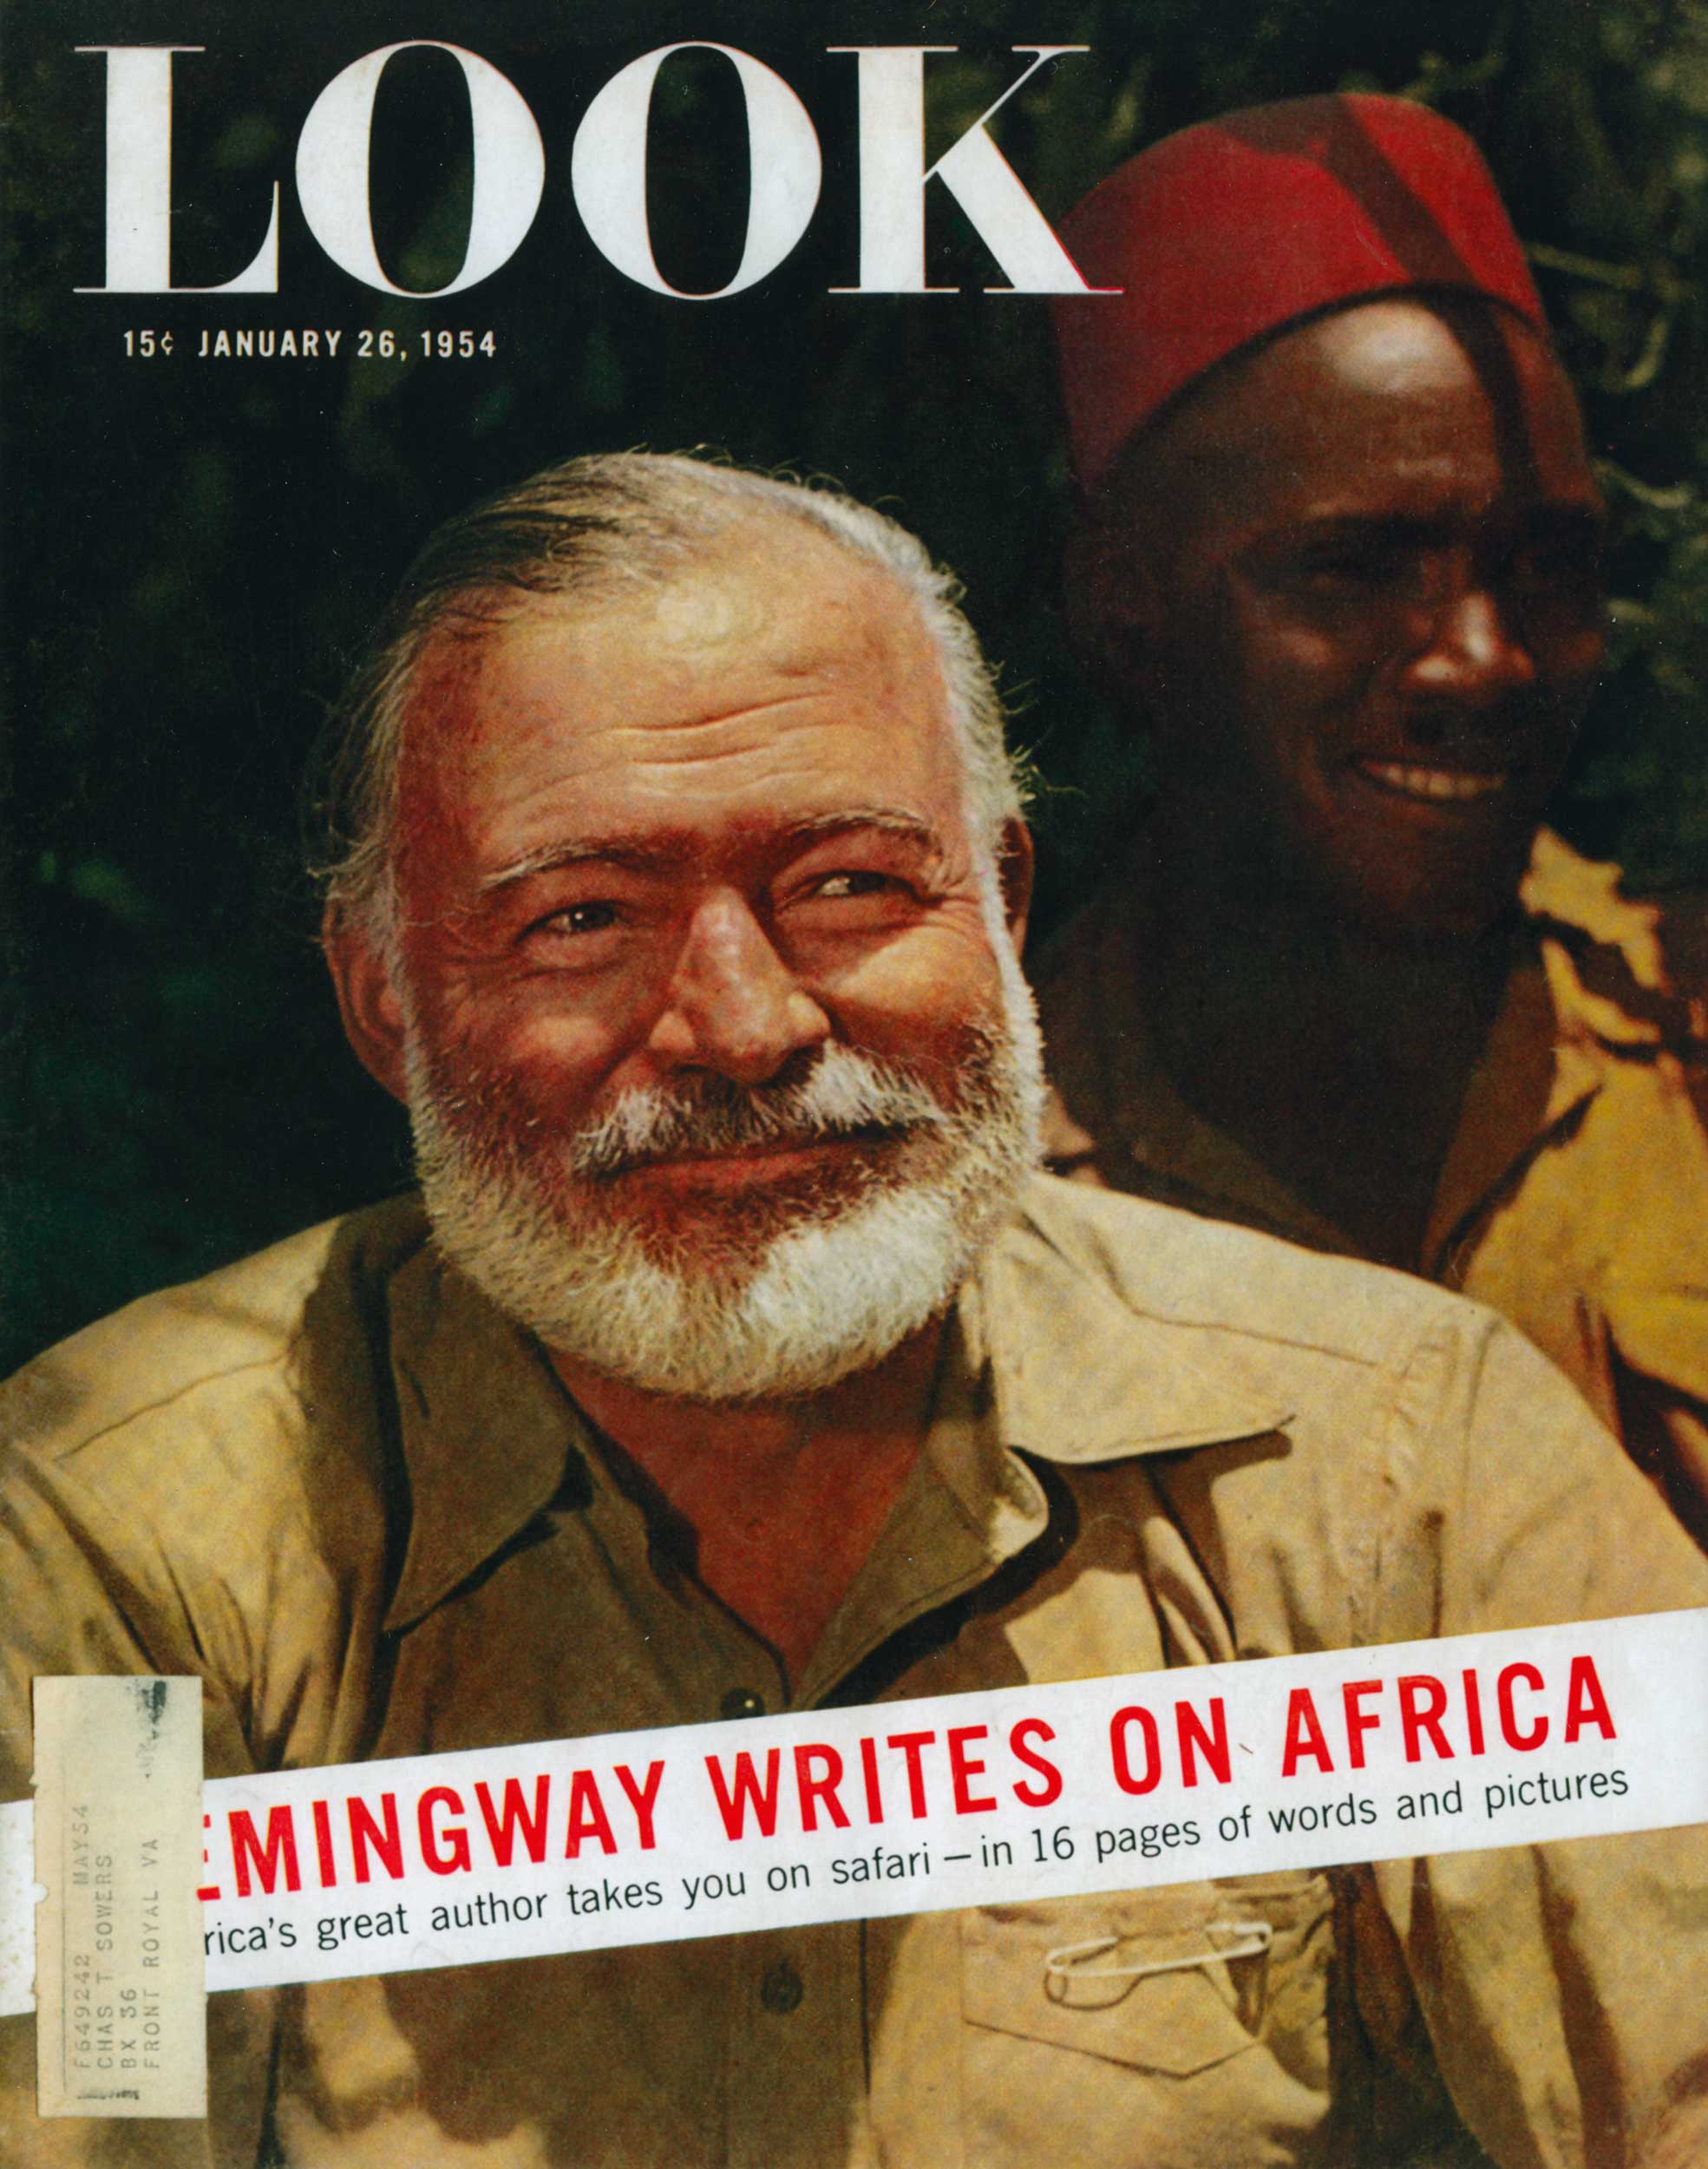 LOOK
15¢ JANUARY 26, 1954
EMINGWAY WRITES ON AFRICA
rica's great author takes you on safari – in 16 pages of words and pictures
F649242 MAY54
CHAS T SOWERS
BX 36
FRONT ROYAL VA